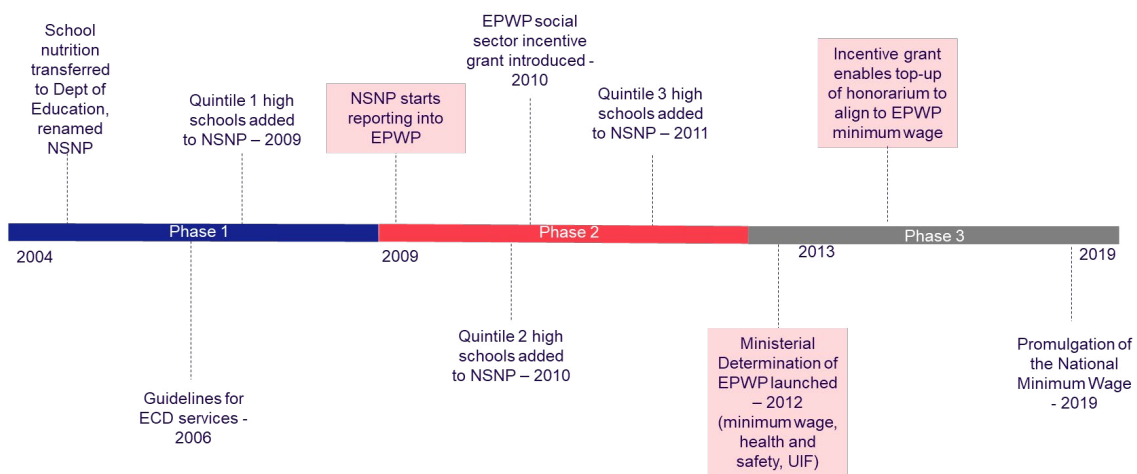 School
nutrition
transferred
to Dept of
Education,
renamed
NSNP
Quintile 1 high
schools added
to NSNP – 2009
NSNP starts
reporting into
EPWP
EPWP social
sector incentive
grant introduced -
2010
Quintile 3 high
schools added
to NSNP – 2011
Incentive grant
enables top-up
of honorarium to
align to EPWP
minimum wage
Phase 1
Phase 2
Phase 3
2004
2009
2013
2019
Guidelines for
ECD services -
2006
Quintile 2 high
schools added
to NSNP – 2010
Ministerial
Determination of
EPWP launched
– 2012
(minimum wage,
health and
safety, UIF)
Promulgation of
the National
Minimum Wage
- 2019